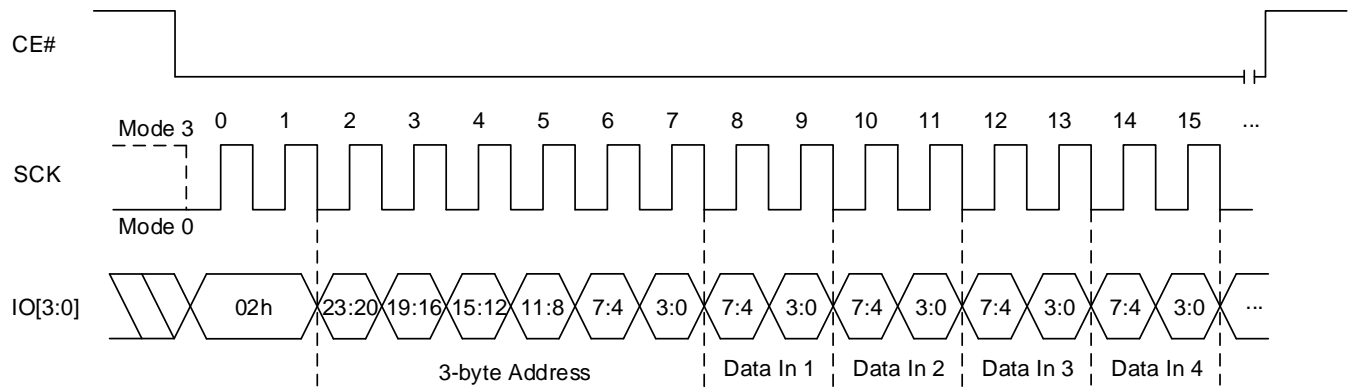 CE#
Mode 3 0 1 2 3 4 5 6 7 8 9 10 11 12 13 14 15 ...
SCK
Mode 0
IO[3:0] 02h 23:20 19:16 15:12 11:8 7:4 3:0 7:4 3:0 7:4 3:0 7:4 3:0 7:4 3:0 ...
3-byte Address Data In 1 Data In 2 Data In 3 Data In 4